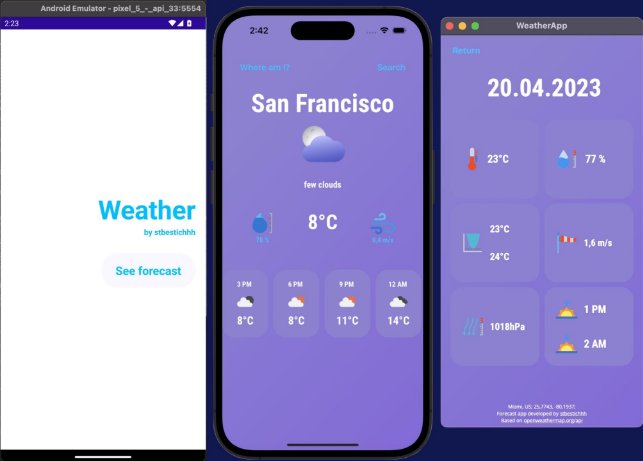 Android Emulator - pixel_5_-_api_33:5554
2:23
Weather
by stbestichhh
See forecast
2:42
Where am I?
Search
San Francisco
few clouds
8°C
78 %
0,4 m/s
3 PM
6 PM
9 PM
12 AM
8°C
8°C
11°C
14°C
WeatherApp
Return
20.04.2023
23°C
77 %
23°C
24°C
1,6 m/s
1018hPa
1 PM
2 AM
Miami, US; 25,7743, -80,1937;
Forecast app developed by stbestichhh
Based on openweathermap.org/api